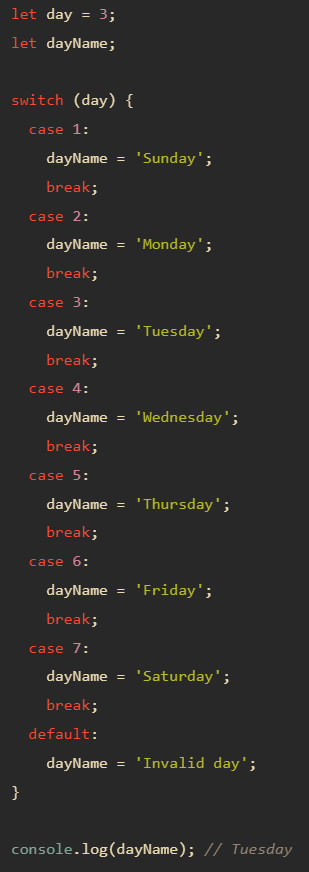 let day = 3;
let dayName;

switch (day) {
  case 1:
    dayName = 'Sunday';
    break;
  case 2:
    dayName = 'Monday';
    break;
  case 3:
    dayName = 'Tuesday';
    break;
  case 4:
    dayName = 'Wednesday';
    break;
  case 5:
    dayName = 'Thursday';
    break;
  case 6:
    dayName = 'Friday';
    break;
  case 7:
    dayName = 'Saturday';
    break;
  default:
    dayName = 'Invalid day';
}

console.log(dayName); // Tuesday